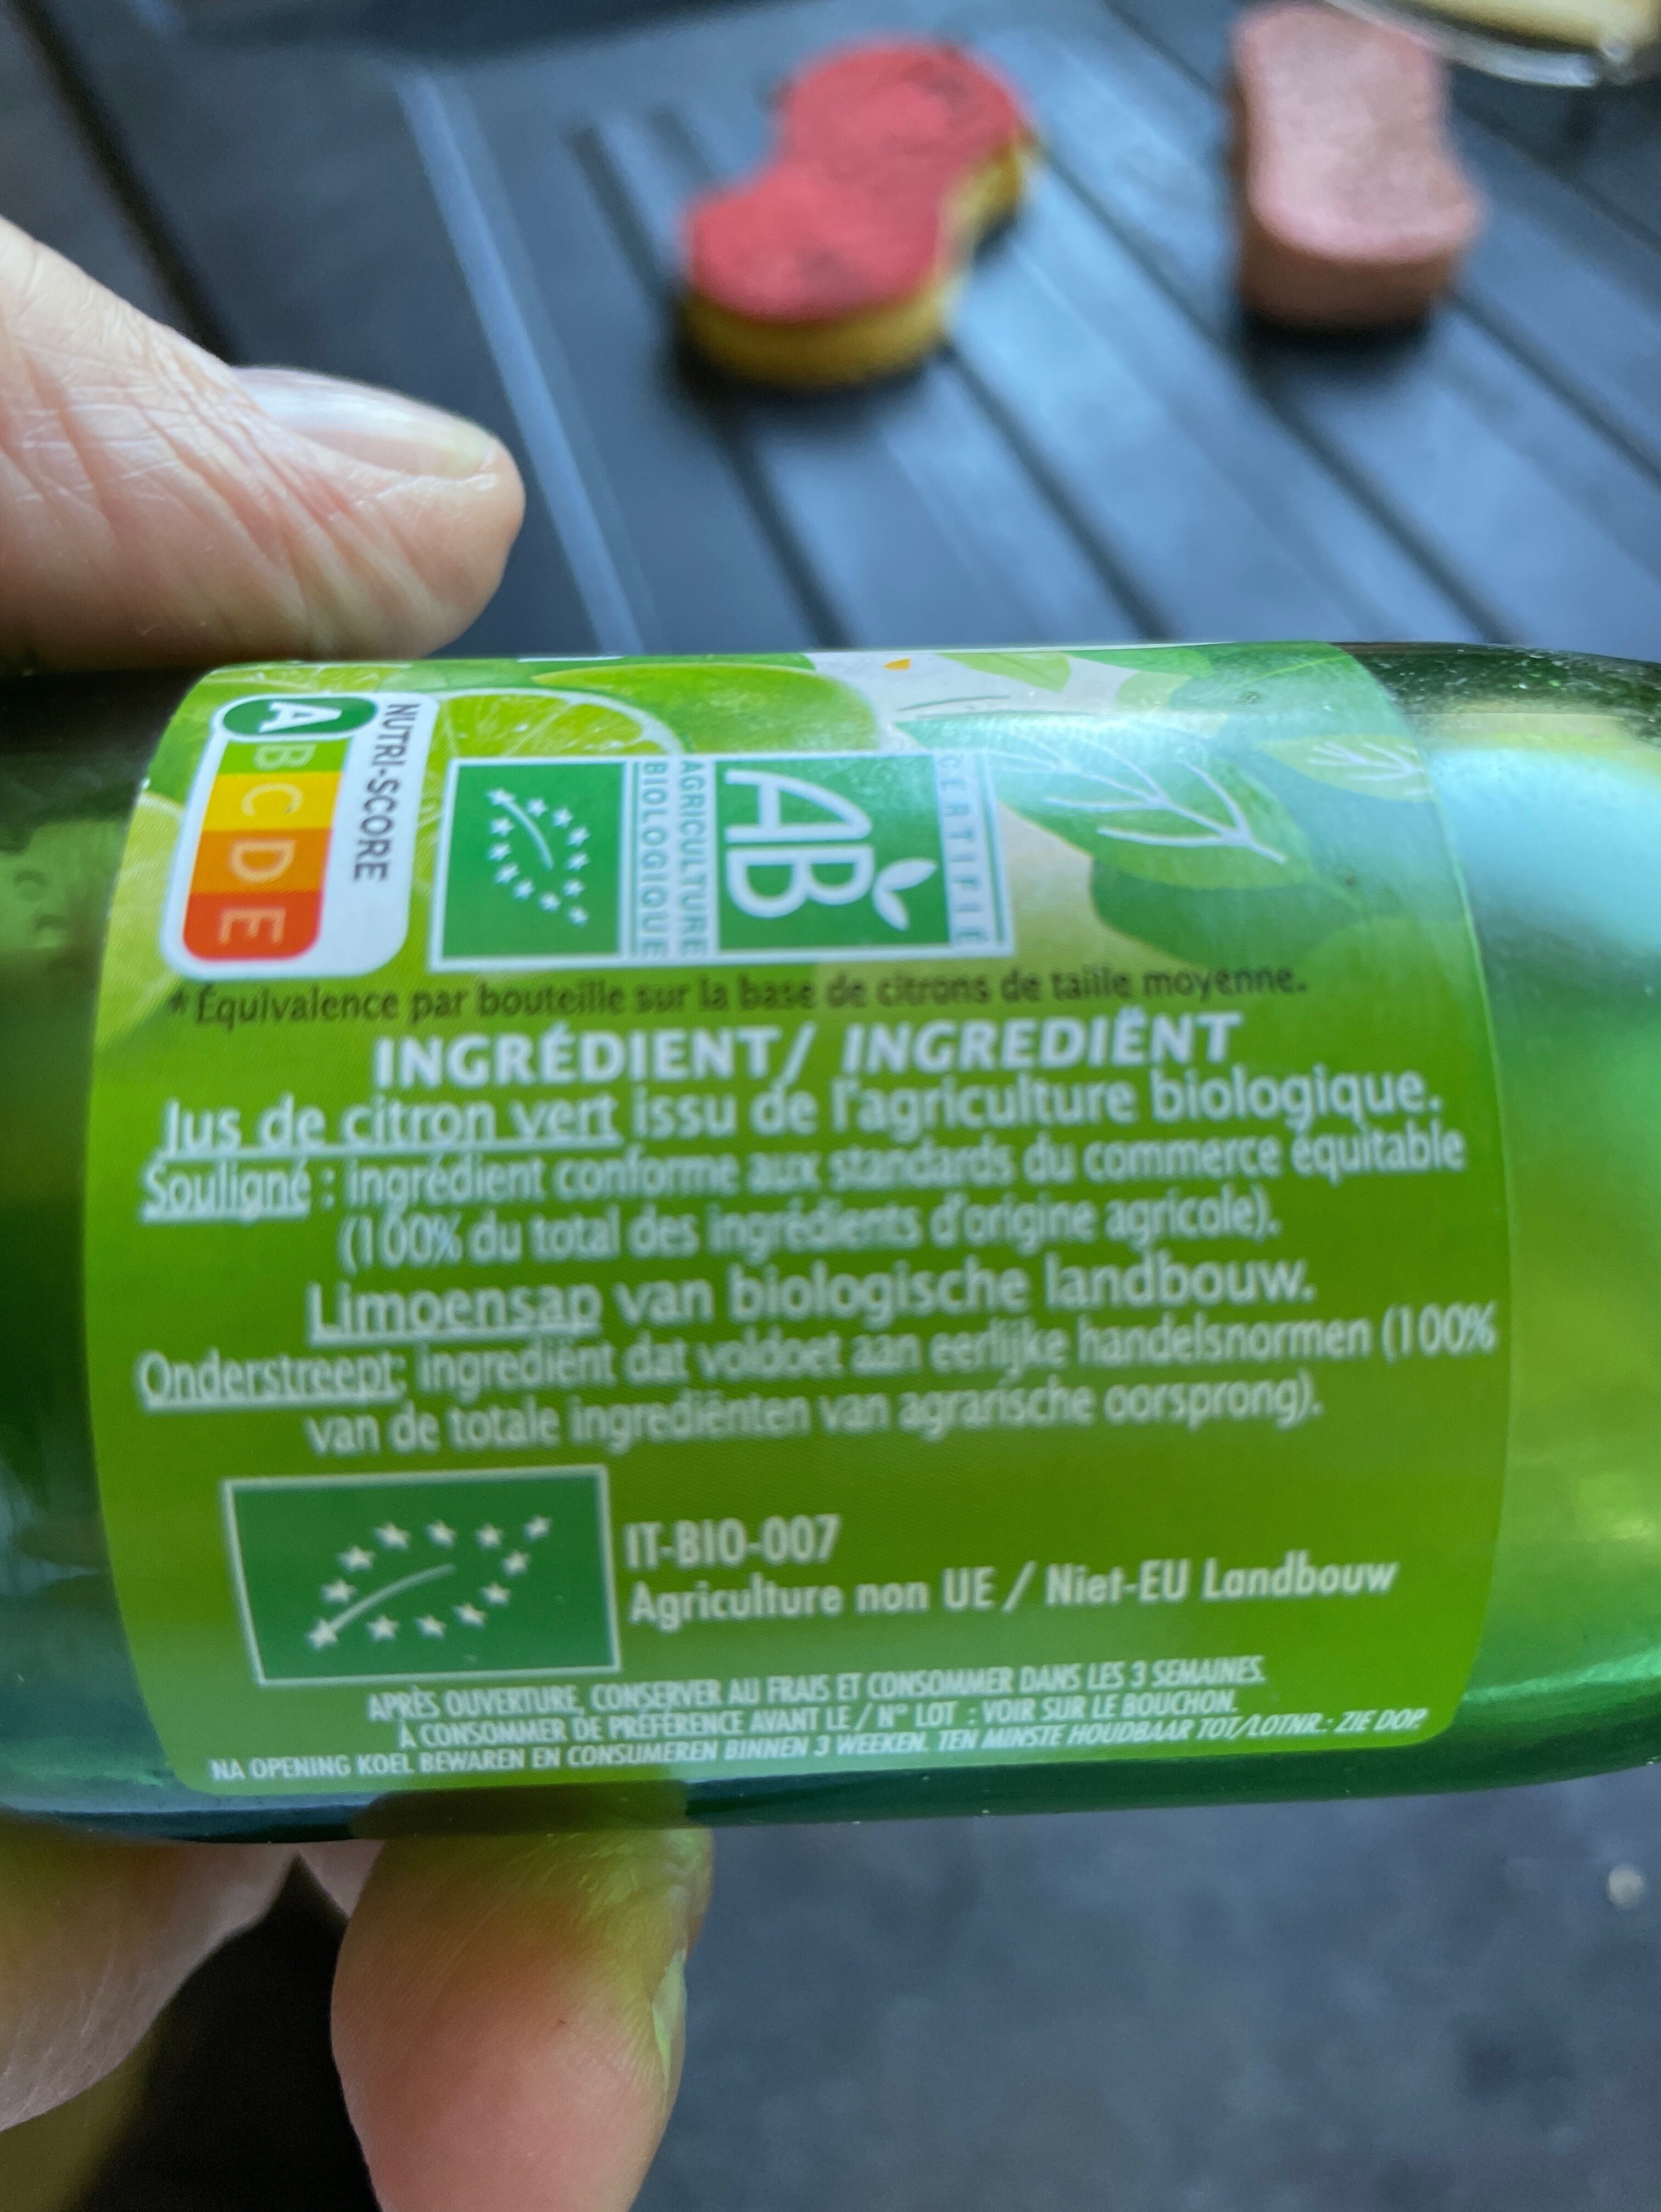 NUTRI-SCORE
A B C D E
AGRICULTURE
BIOLOGIQUE
AB
CERTIFIÉ
* Équivalence par bouteille sur la base de citrons de taille moyenne.
INGRÉDIENT/ INGREDIËNT
Jus de citron vert issu de l'agriculture biologique.
Souligné : ingrédient conforme aux standards du commerce équitable
(100% du total des ingrédients d'origine agricole).
Limoensap van biologische landbouw.
Onderstreept: ingrediënt dat voldoet aan eerlijke handelsnormen (100%
van de totale ingrediënten van agrarische oorsprong).
IT-BIO-007
Agriculture non UE / Niet-EU Landbouw
APRÈS OUVERTURE, CONSERVER AU FRAIS ET CONSOMMER DANS LES 3 SEMAINES.
À CONSOMMER DE PRÉFÉRENCE AVANT LE / N° LOT : VOIR SUR LE BOUCHON.
NA OPENING KOEL BEWAREN EN CONSUMEREN BINNEN 3 WEEKEN. TEN MINSTE HOUDBAAR TOT/LOTNR.: ZIE DOP.